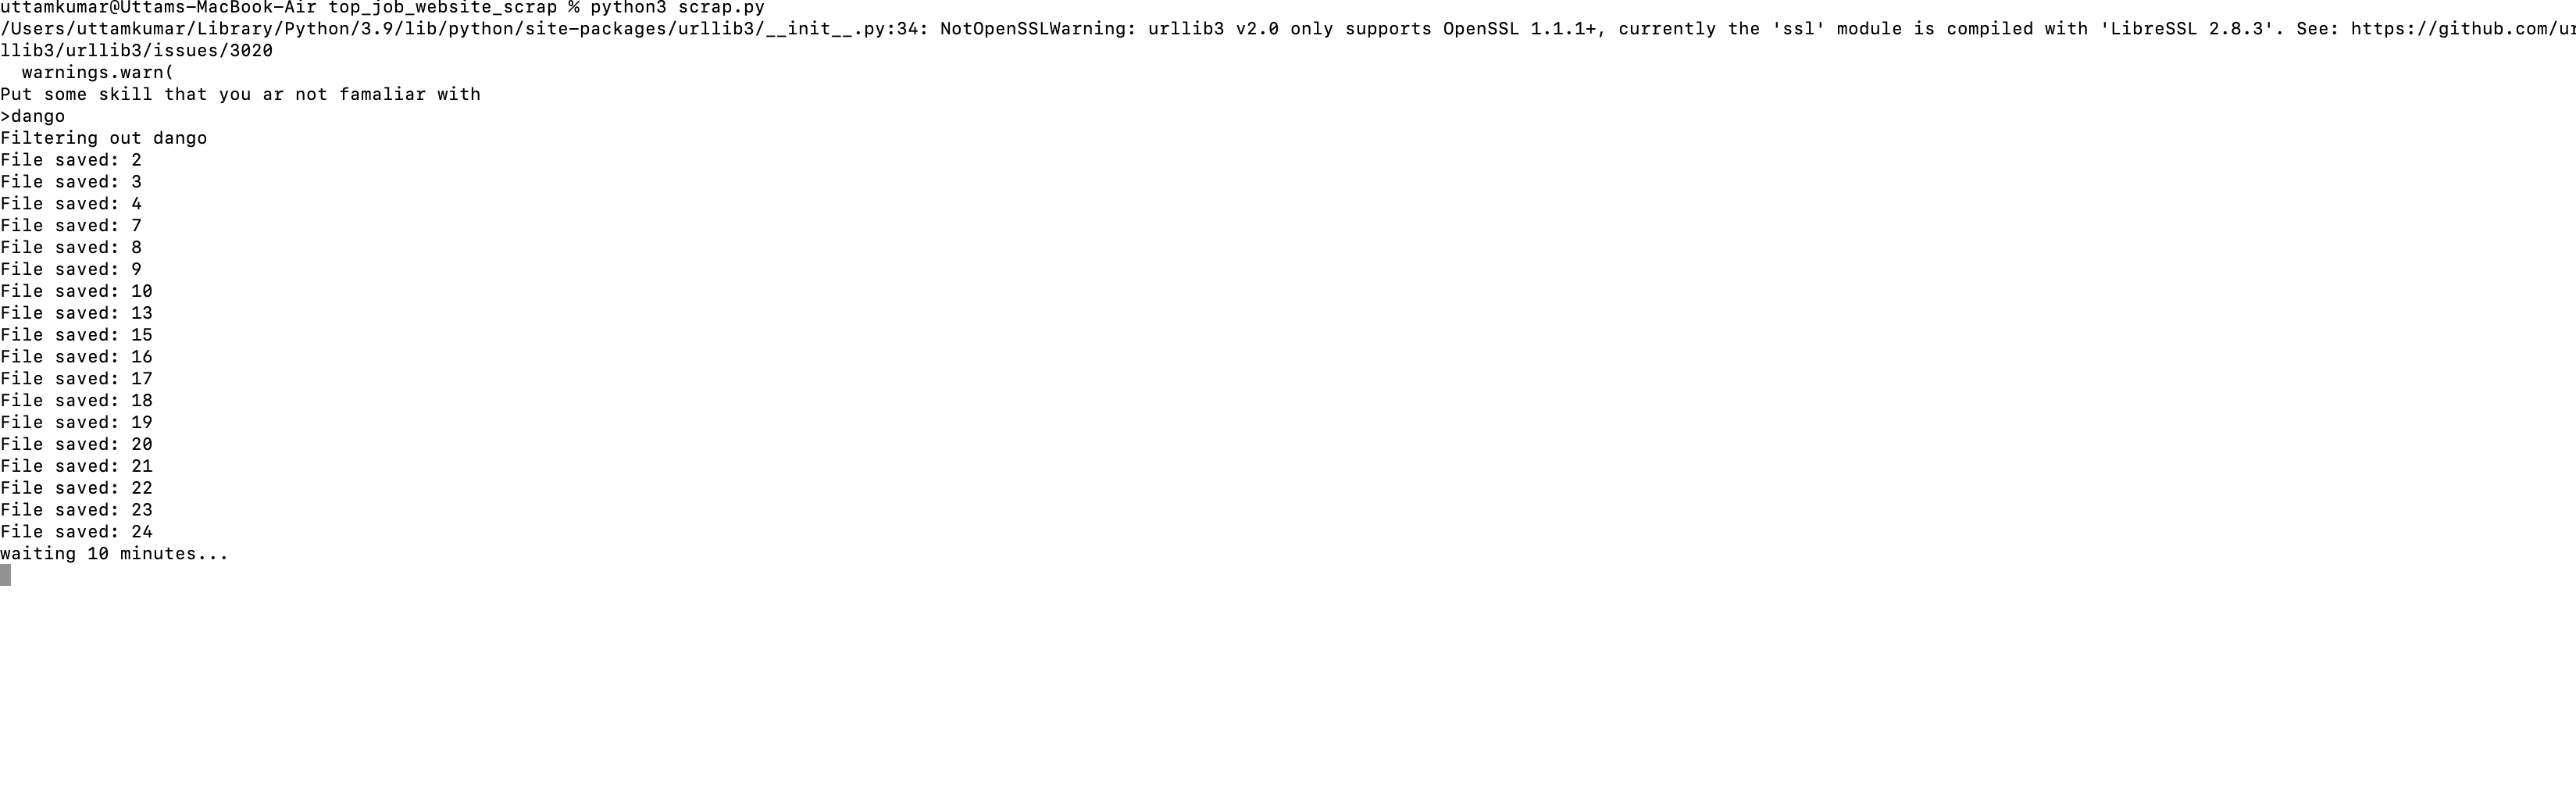 uttamkumar@Uttams-MacBook-Air top_job_website_scrap % python3 scrap.py
/Users/uttamkumar/Library/Python/3.9/lib/python/site-packages/urllib3/__init__.py:34: NotOpenSSLWarning: urllib3 v2.0 only supports OpenSSL 1.1.1+, currently the 'ssl' module is compiled with 'LibreSSL 2.8.3'. See: https://github.com/ur
llib3/urllib3/issues/3020
  warnings.warn(
Put some skill that you ar not famaliar with
>dango
Filtering out dango
File saved: 2
File saved: 3
File saved: 4
File saved: 7
File saved: 8
File saved: 9
File saved: 10
File saved: 13
File saved: 15
File saved: 16
File saved: 17
File saved: 18
File saved: 19
File saved: 20
File saved: 21
File saved: 22
File saved: 23
File saved: 24
waiting 10 minutes...